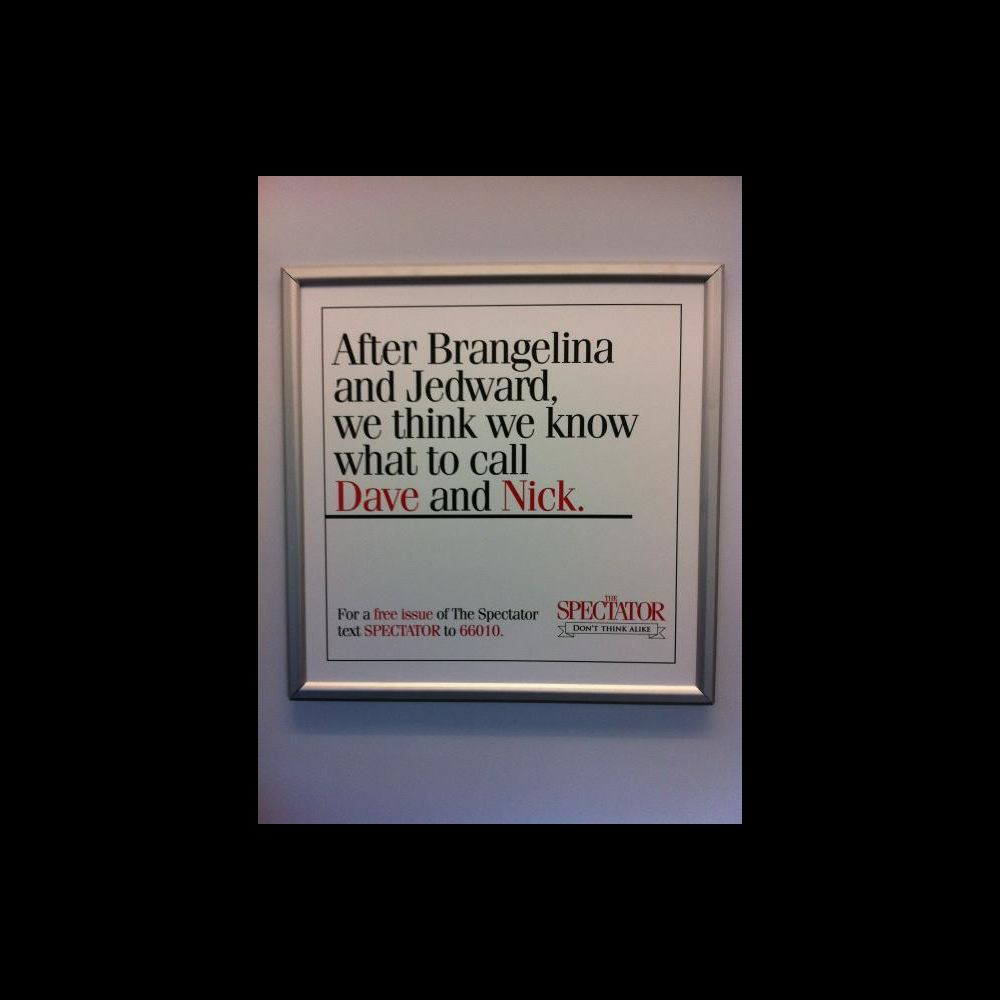 After Brangelina
and Jedward,
we think we know
what to call
Dave and Nick.
For a free issue of The Spectator
text SPECTATOR to 66010.
THE
SPECTATOR
DON'T THINK ALIKE